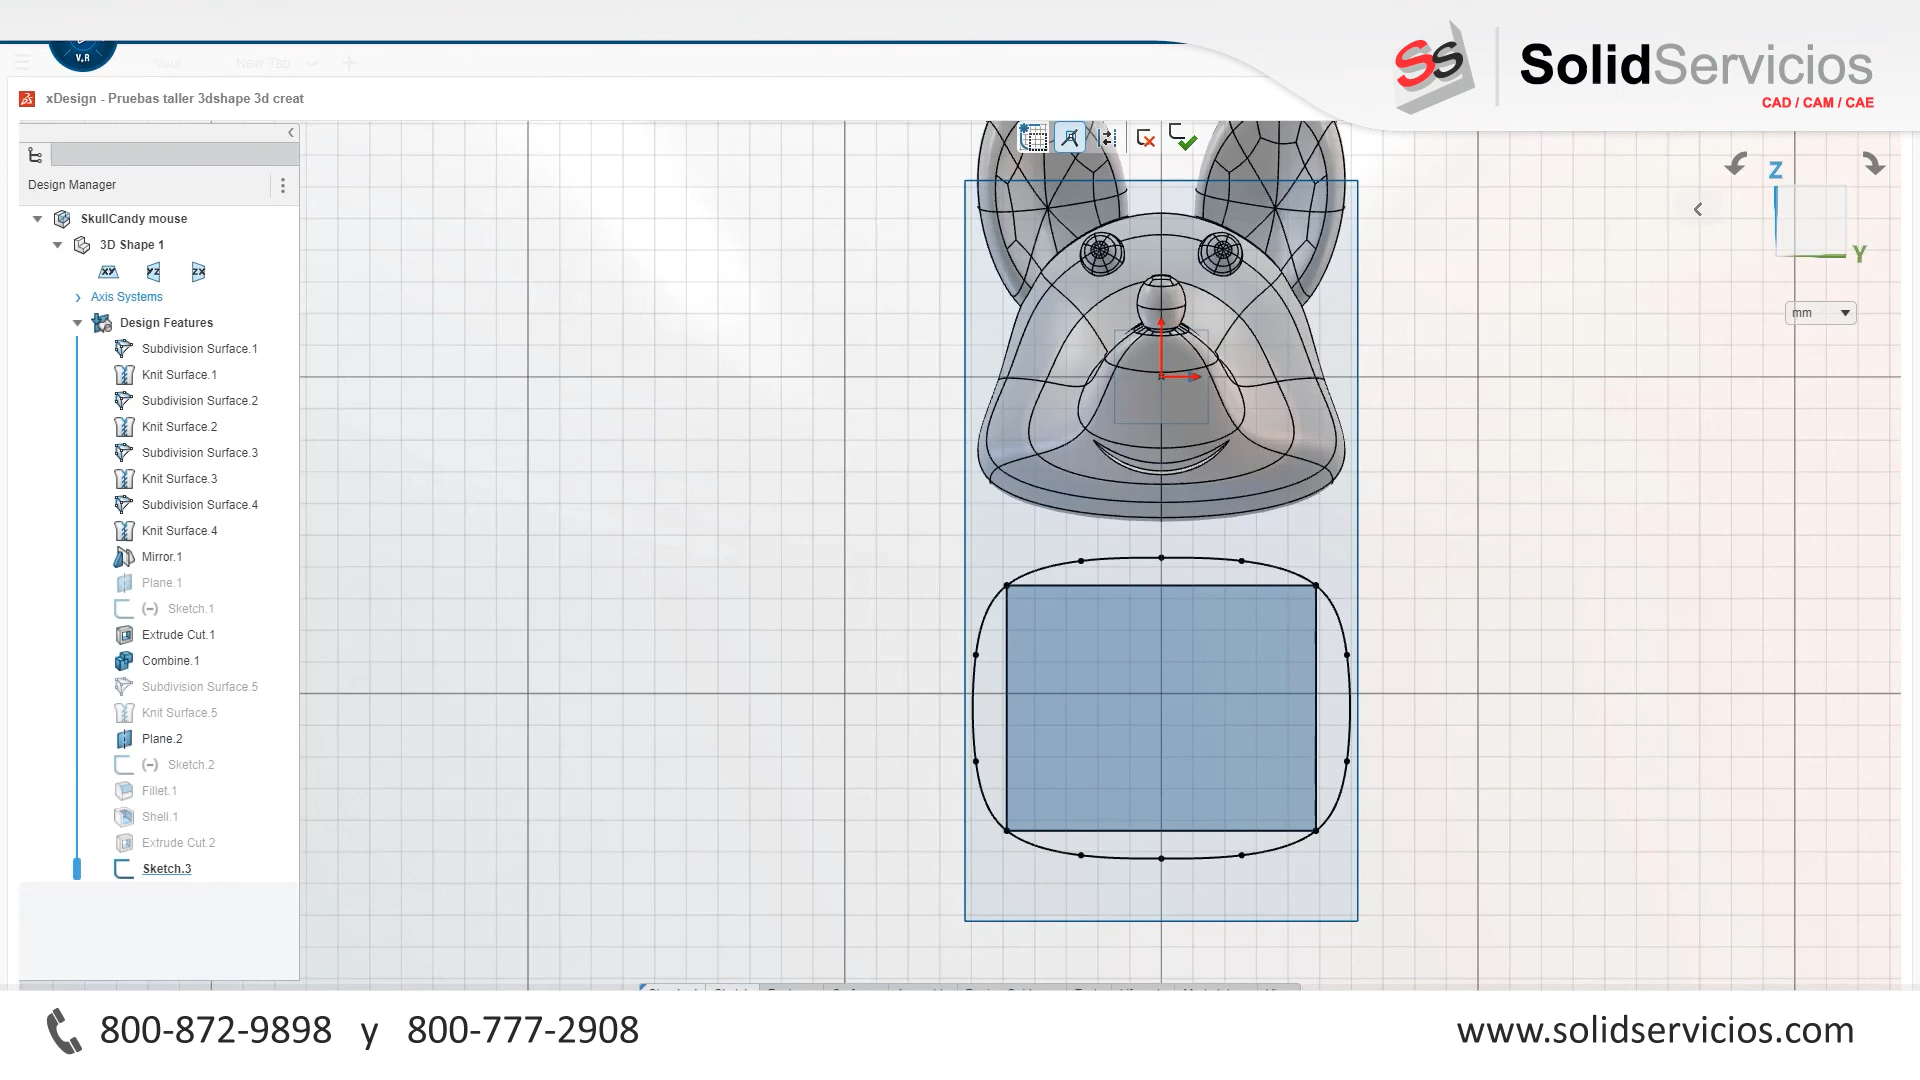 V.R
Vaul
New Tab
SS
SolidServicios
CAD / CAM / CAE
xDesign - Pruebas taller 3dshape 3d creat
Design Manager
SkullCandy mouse
3D Shape 1
XY YZ ZX
Axis Systems
Design Features
Subdivision Surface.1
Knit Surface.1
Subdivision Surface.2
Knit Surface.2
Subdivision Surface.3
Knit Surface.3
Subdivision Surface.4
Knit Surface.4
Mirror.1
Plane.1
(-) Sketch.1
Extrude Cut.1
Combine.1
Subdivision Surface.5
Knit Surface.5
Plane.2
(-) Sketch.2
Fillet.1
Shell.1
Extrude Cut.2
Sketch.3
Z
Y
mm
800-872-9898 y 800-777-2908
www.solidservicios.com